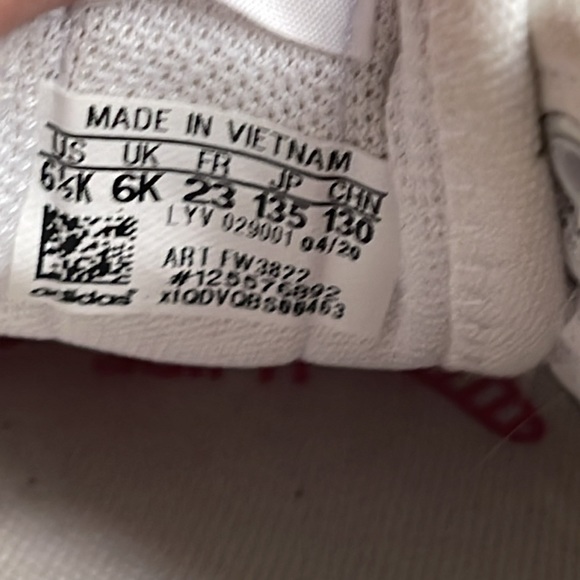 MADE IN VIETNAM
US UK FR JP CHN
6½K 6K 23 135 130
LYV 029001 04/20
ART FW3822
#125576892
x1QDVQBS00463
adidas